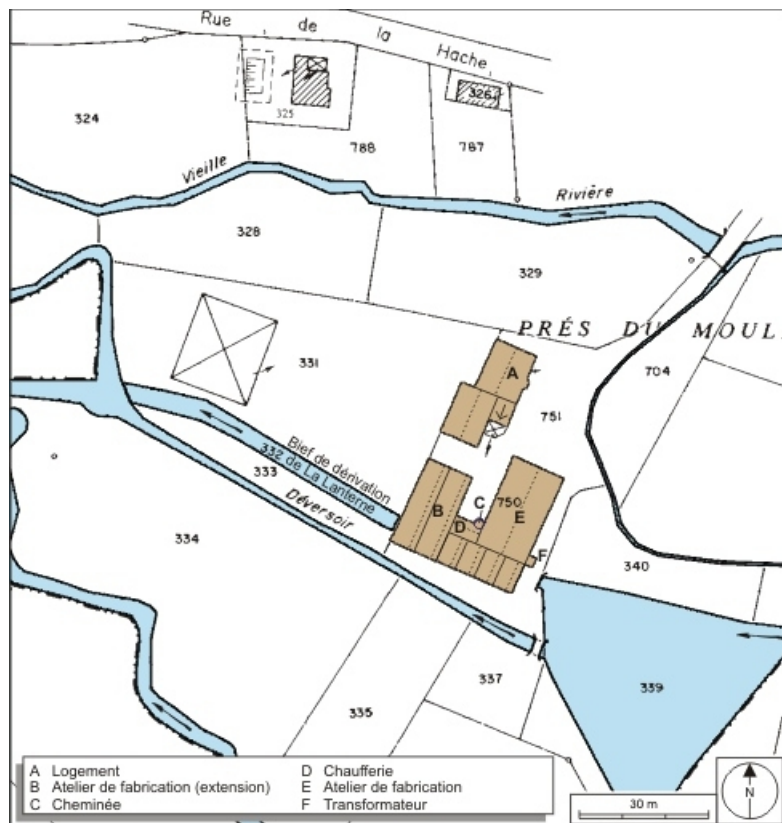 Rue de la Hache
324
325
326
788
787
Vieille Rivière
328
329
PRÉS DU MOUL
704
331
A
751
Bief de dérivation
332 de La Lanterne
333
Déversoir
334
B
C
750
D
E
F
340
339
337
335
A Logement
B Atelier de fabrication (extension)
C Cheminée
D Chaufferie
E Atelier de fabrication
F Transformateur
30 m
N